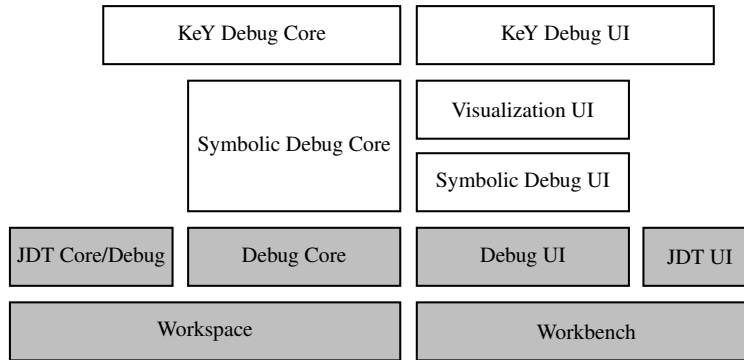 KeY Debug Core
KeY Debug UI
Symbolic Debug Core
Visualization UI
Symbolic Debug UI
JDT Core/Debug
Debug Core
Debug UI
JDT UI
Workspace
Workbench